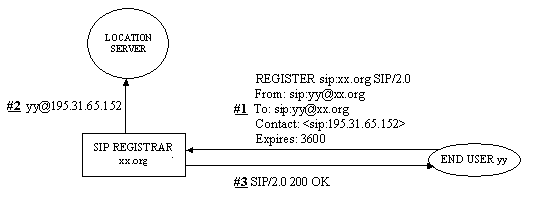 LOCATION
SERVER
REGISTER sip:xx.org SIP/2.0
From: sip:yy@xx.org
#1 To: sip:yy@xx.org
Contact: <sip:195.31.65.152>
Expires: 3600
#2 yy@195.31.65.152
SIP REGISTRAR
xx.org
END USER yy
#3 SIP/2.0 200 OK